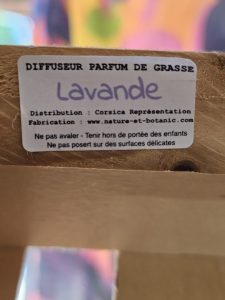 DIFFUSEUR PARFUM DE GRASSE
Lavande
Distribution : Corsica Représentation
Fabrication : www.nature-et-botanic.com
Ne pas avaler - Tenir hors de portée des enfants
Ne pas posert sur des surfaces délicates